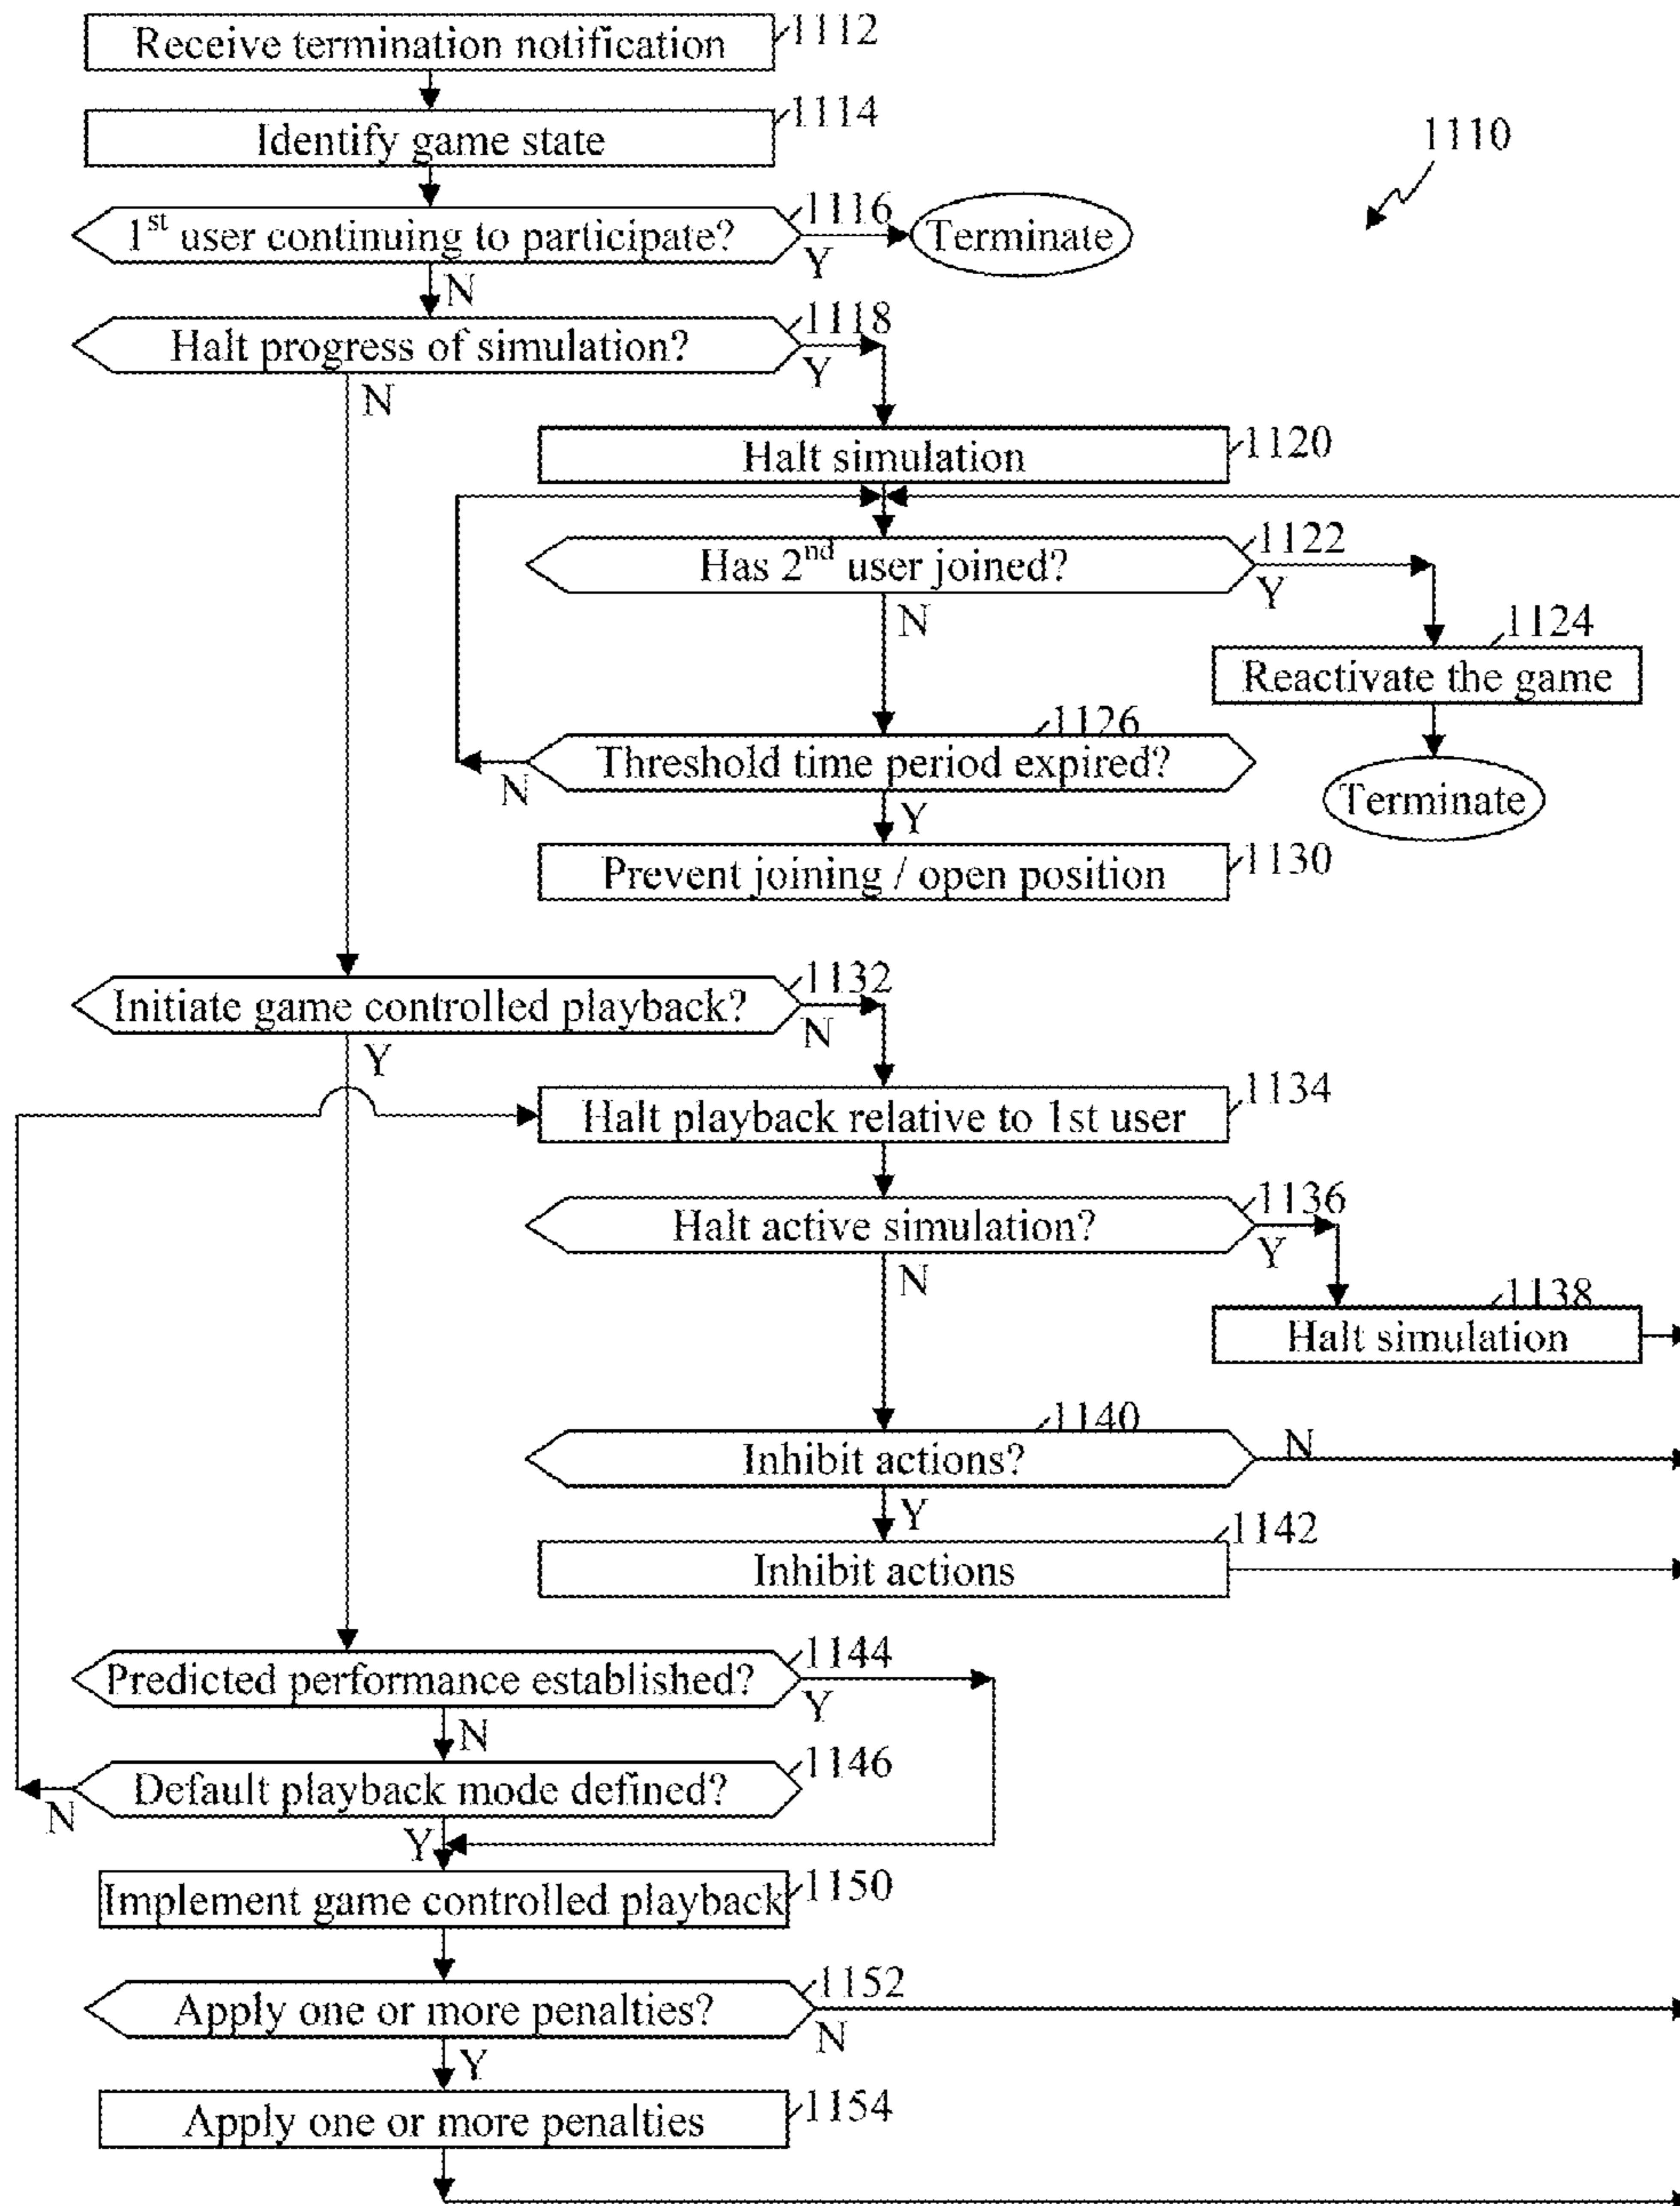 Receive termination notification 1112
Identify game state 1114
1110
1st user continuing to participate? 1116 Terminate
Y
N
Halt progress of simulation? 1118
Y
N
Halt simulation 1120
Has 2nd user joined? 1122
Y
N
1124
Reactivate the game
1126
Threshold time period expired?
N
Terminate
Y
Prevent joining / open position 1130
Initiate game controlled playback? 1132
N
Y
Halt playback relative to 1st user 1134
Halt active simulation? 1136
Y
N
1138
Halt simulation
1140
Inhibit actions? N
Y
1142
Inhibit actions
Predicted performance established? 1144
Y
N
Default playback mode defined? 1146
N
Y
Implement game controlled playback 1150
Apply one or more penalties? 1152
N
Y
Apply one or more penalties 1154